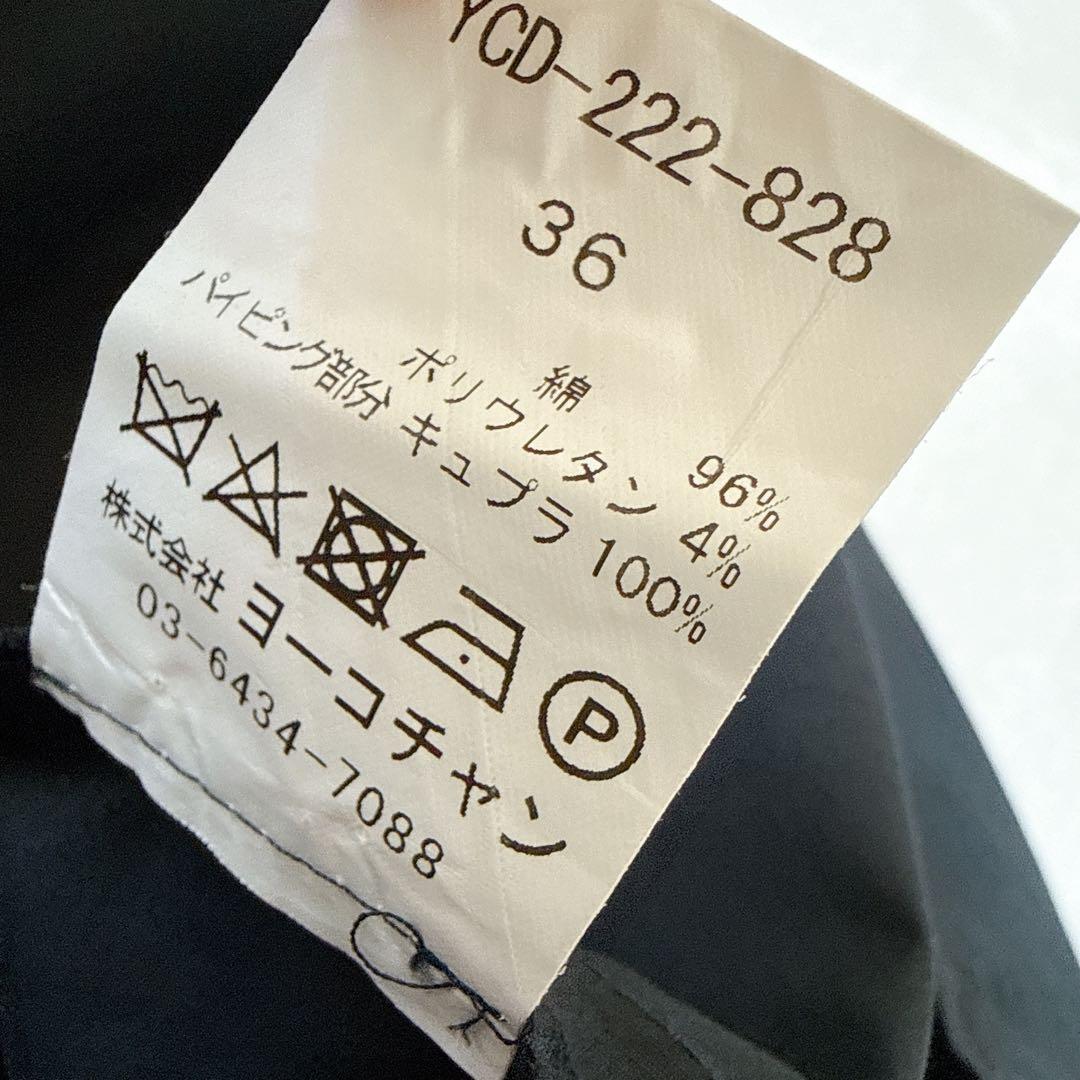 YCD-222-828
36
綿 96%
ポリウレタン 4%
パイピング部分 キュプラ 100%
P
株式会社 ヨーコチャン
03-6434-7088